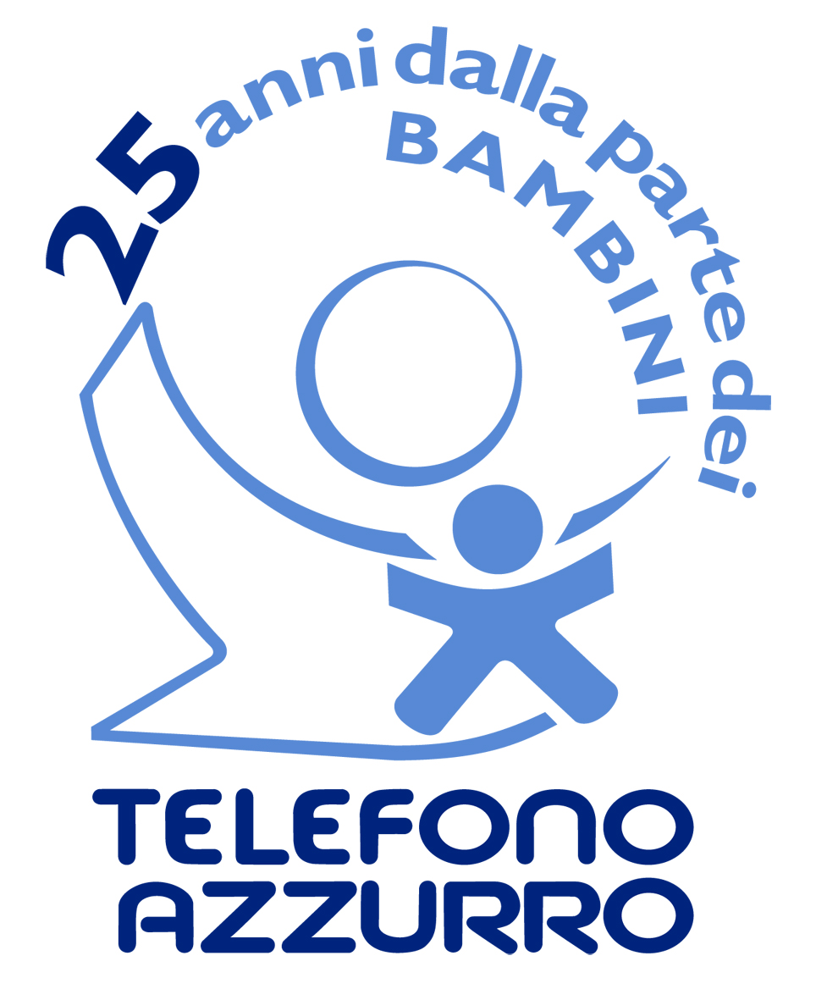 25 anni dalla parte dei
BAMBINI
TELEFONO
AZZURRO